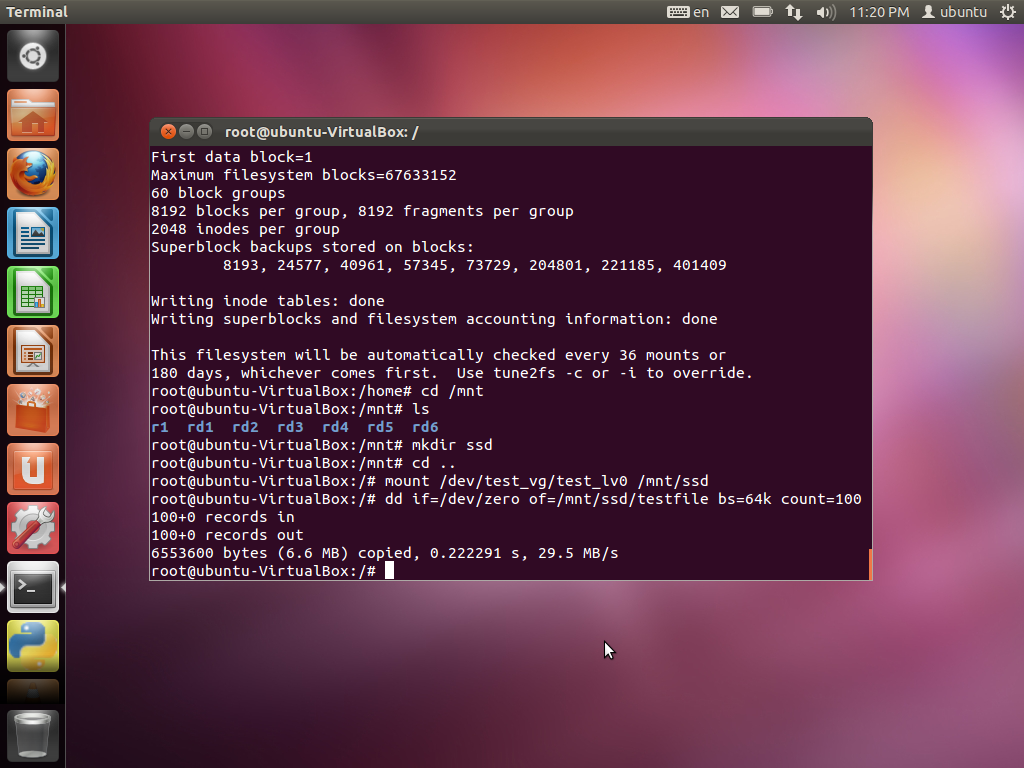 Terminal
en
11:20 PM
ubuntu
root@ubuntu-VirtualBox: /
First data block=1
Maximum filesystem blocks=67633152
60 block groups
8192 blocks per group, 8192 fragments per group
2048 inodes per group
Superblock backups stored on blocks:
8193, 24577, 40961, 57345, 73729, 204801, 221185, 401409
Writing inode tables: done
Writing superblocks and filesystem accounting information: done
This filesystem will be automatically checked every 36 mounts or
180 days, whichever comes first.  Use tune2fs -c or -i to override.
root@ubuntu-VirtualBox:/home# cd /mnt
root@ubuntu-VirtualBox:/mnt# ls
r1  rd1  rd2  rd3  rd4  rd5  rd6
root@ubuntu-VirtualBox:/mnt# mkdir ssd
root@ubuntu-VirtualBox:/mnt# cd ..
root@ubuntu-VirtualBox:/# mount /dev/test_vg/test_lv0 /mnt/ssd
root@ubuntu-VirtualBox:/# dd if=/dev/zero of=/mnt/ssd/testfile bs=64k count=100
100+0 records in
100+0 records out
6553600 bytes (6.6 MB) copied, 0.222291 s, 29.5 MB/s
root@ubuntu-VirtualBox:/#